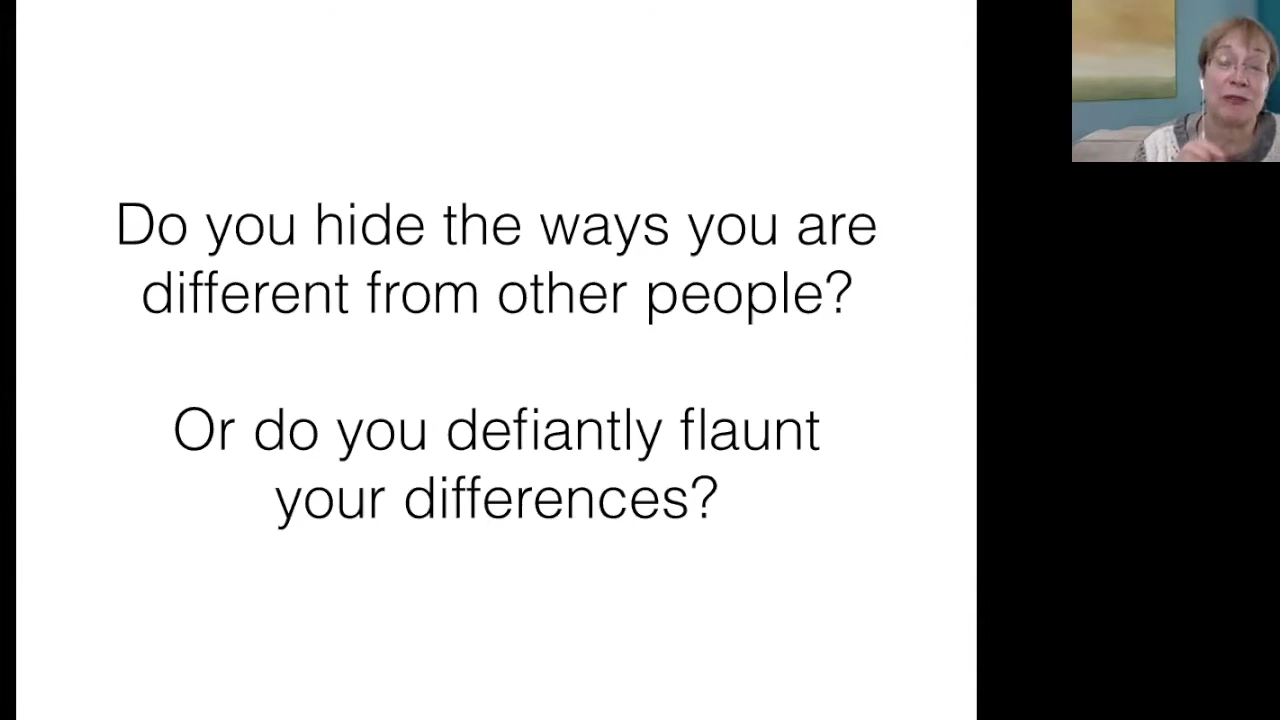 Do you hide the ways you are
different from other people?
Or do you defiantly flaunt
your differences?